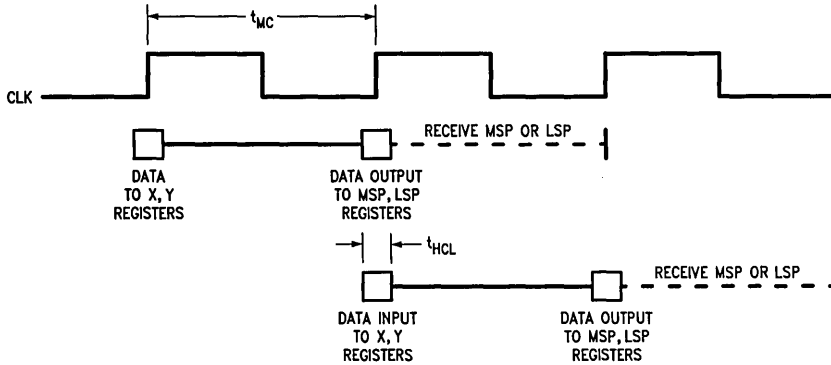 tMC
CLK
RECEIVE MSP OR LSP
DATA
TO X, Y
REGISTERS
DATA OUTPUT
TO MSP, LSP
REGISTERS
tHCL
RECEIVE MSP OR LSP
DATA INPUT
TO X, Y
REGISTERS
DATA OUTPUT
TO MSP, LSP
REGISTERS